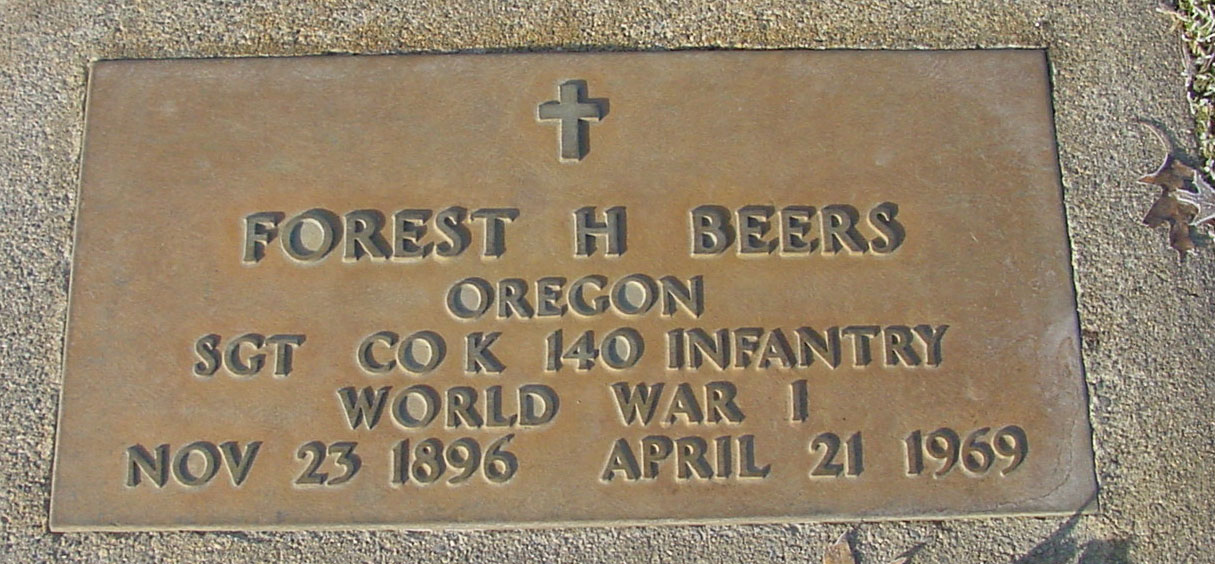 FOREST H BEERS
OREGON
SGT CO K 140 INFANTRY
WORLD WAR I
NOV 23 1896 APRIL 21 1969